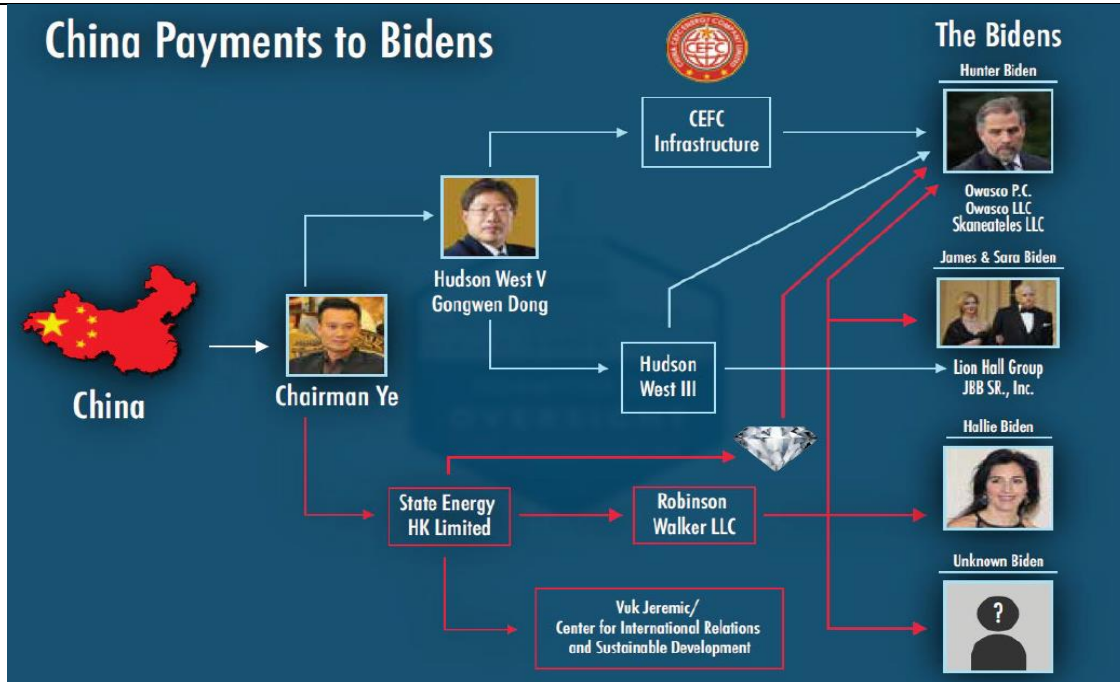 China Payments to Bidens
CEFC
The Bidens
Hunter Biden
CEFC
Infrastructure
Owasco P.C.
Owasco LLC
Skaneateles LLC
Hudson West V
Gongwen Dong
James & Sara Biden
China
Chairman Ye
Hudson
West III
Lion Hall Group
JBB SR., Inc.
Hallie Biden
State Energy
HK Limited
Robinson
Walker LLC
Unknown Biden
?
Vuk Jeremic/
Center for International Relations
and Sustainable Development